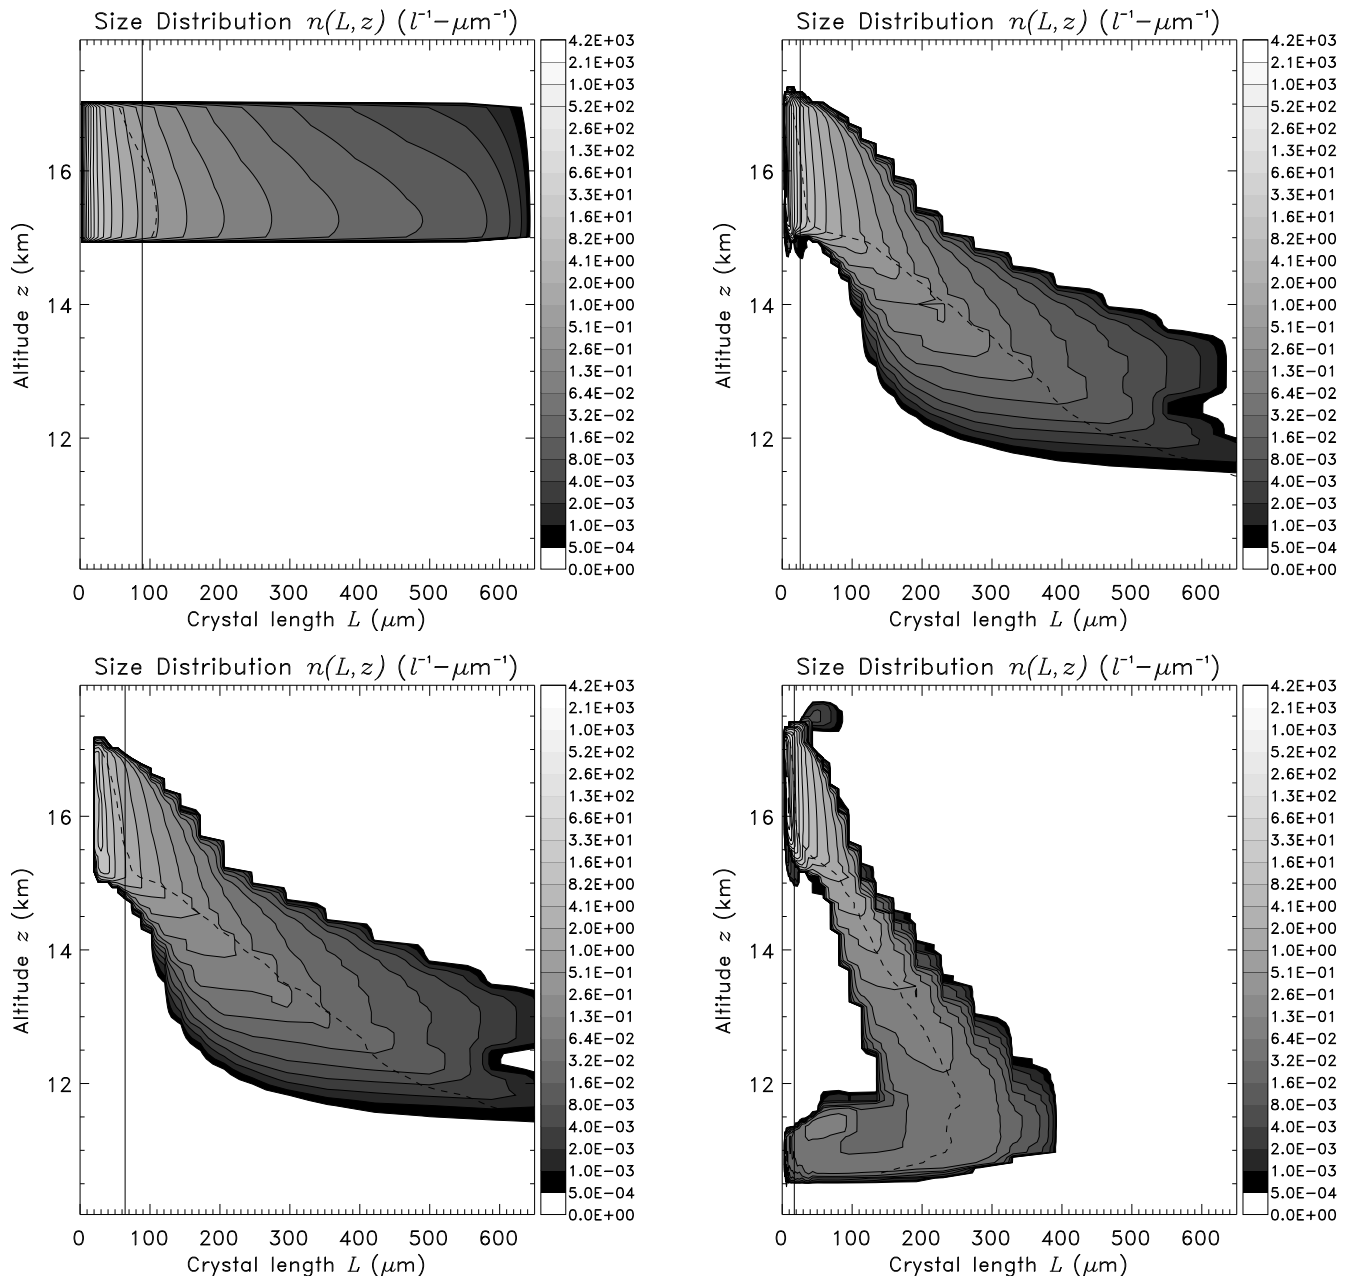 Size Distribution n(L,z) (l⁻¹−μm⁻¹)
4.2E+03
2.1E+03
1.0E+03
5.2E+02
2.6E+02
1.3E+02
6.6E+01
3.3E+01
1.6E+01
8.2E+00
4.1E+00
2.0E+00
1.0E+00
5.1E−01
2.6E−01
1.3E−01
6.4E−02
3.2E−02
1.6E−02
8.0E−03
4.0E−03
2.0E−03
1.0E−03
5.0E−04
0.0E+00
16
14
12
Altitude z (km)
0 100 200 300 400 500 600
Crystal length L (μm)
Size Distribution n(L,z) (l⁻¹−μm⁻¹)
4.2E+03
2.1E+03
1.0E+03
5.2E+02
2.6E+02
1.3E+02
6.6E+01
3.3E+01
1.6E+01
8.2E+00
4.1E+00
2.0E+00
1.0E+00
5.1E−01
2.6E−01
1.3E−01
6.4E−02
3.2E−02
1.6E−02
8.0E−03
4.0E−03
2.0E−03
1.0E−03
5.0E−04
0.0E+00
16
14
12
Altitude z (km)
0 100 200 300 400 500 600
Crystal length L (μm)
Size Distribution n(L,z) (l⁻¹−μm⁻¹)
4.2E+03
2.1E+03
1.0E+03
5.2E+02
2.6E+02
1.3E+02
6.6E+01
3.3E+01
1.6E+01
8.2E+00
4.1E+00
2.0E+00
1.0E+00
5.1E−01
2.6E−01
1.3E−01
6.4E−02
3.2E−02
1.6E−02
8.0E−03
4.0E−03
2.0E−03
1.0E−03
5.0E−04
0.0E+00
16
14
12
Altitude z (km)
0 100 200 300 400 500 600
Crystal length L (μm)
Size Distribution n(L,z) (l⁻¹−μm⁻¹)
4.2E+03
2.1E+03
1.0E+03
5.2E+02
2.6E+02
1.3E+02
6.6E+01
3.3E+01
1.6E+01
8.2E+00
4.1E+00
2.0E+00
1.0E+00
5.1E−01
2.6E−01
1.3E−01
6.4E−02
3.2E−02
1.6E−02
8.0E−03
4.0E−03
2.0E−03
1.0E−03
5.0E−04
0.0E+00
16
14
12
Altitude z (km)
0 100 200 300 400 500 600
Crystal length L (μm)